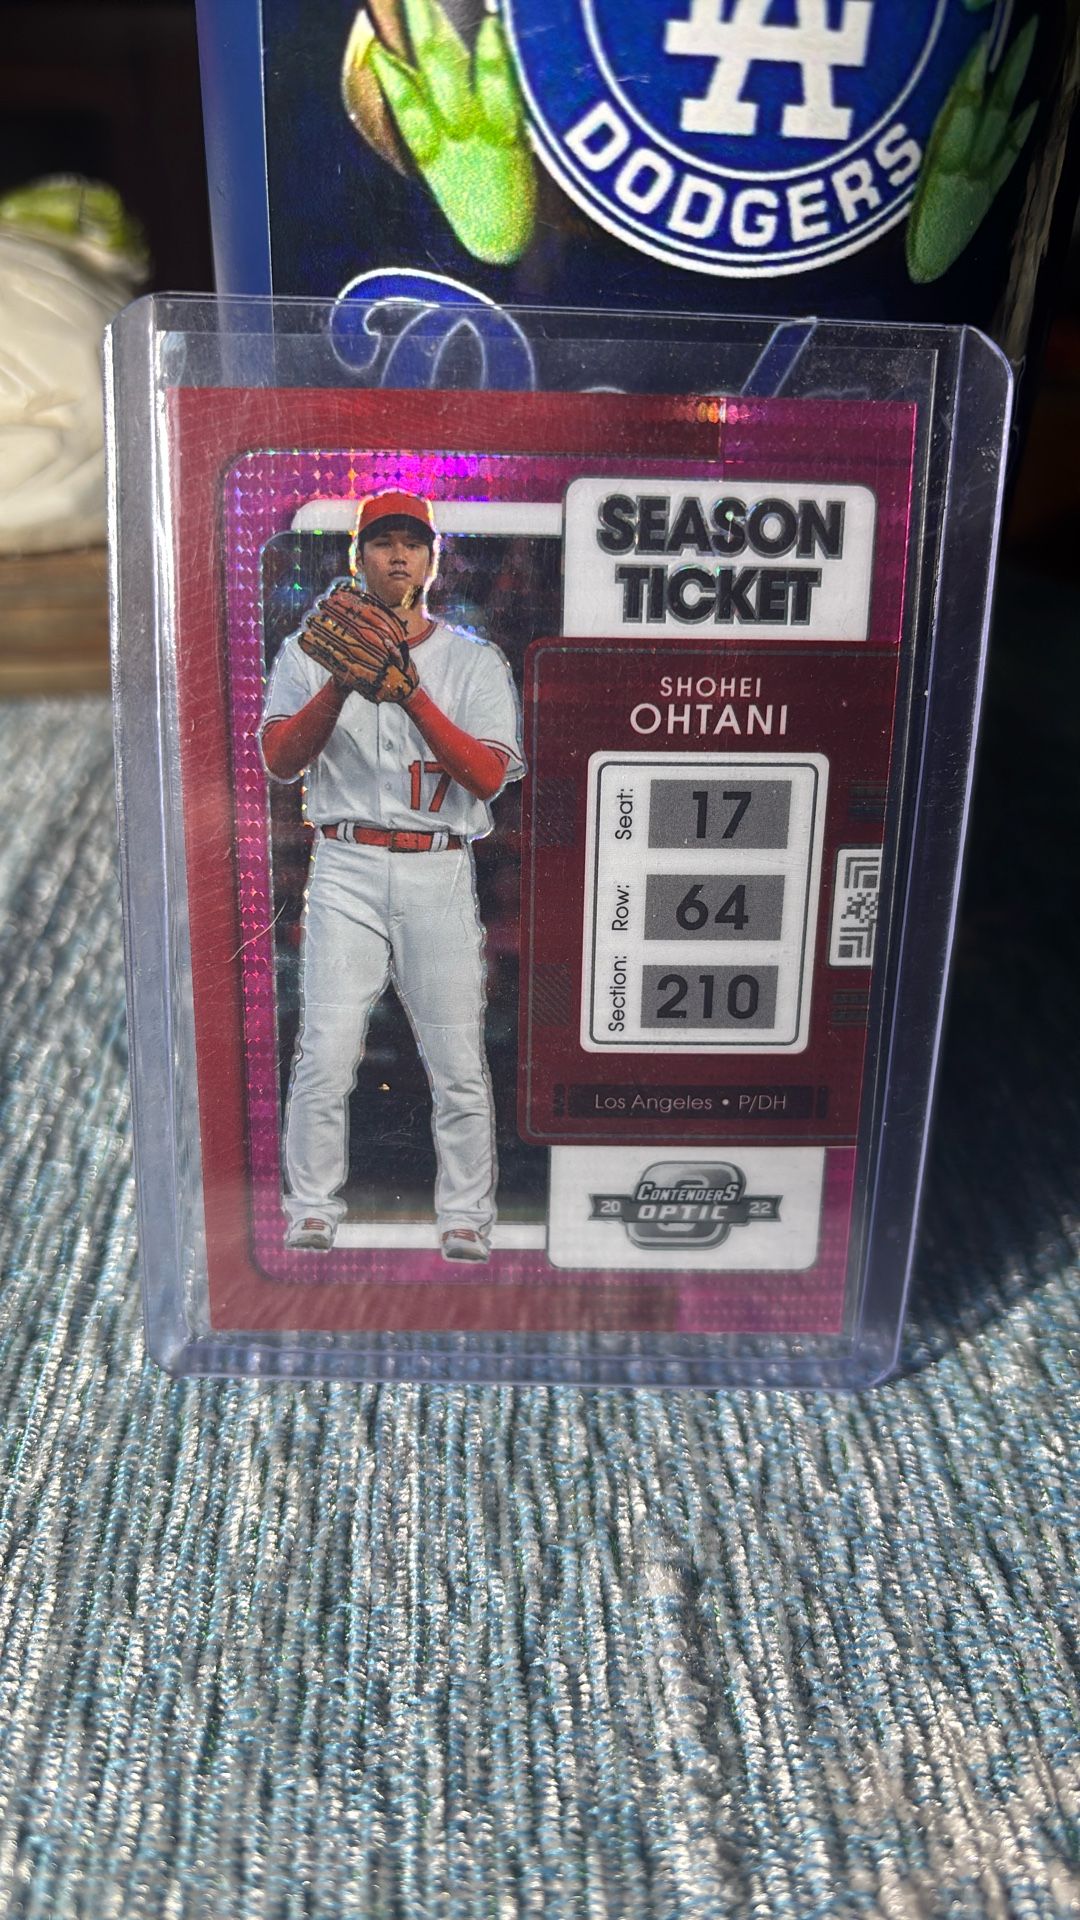 LA
DODGERS
SEASON
TICKET
SHOHEI
OHTANI
Seat: 17
Row: 64
Section: 210
17
Los Angeles • P/DH
CONTENDERS
20 OPTIC 22